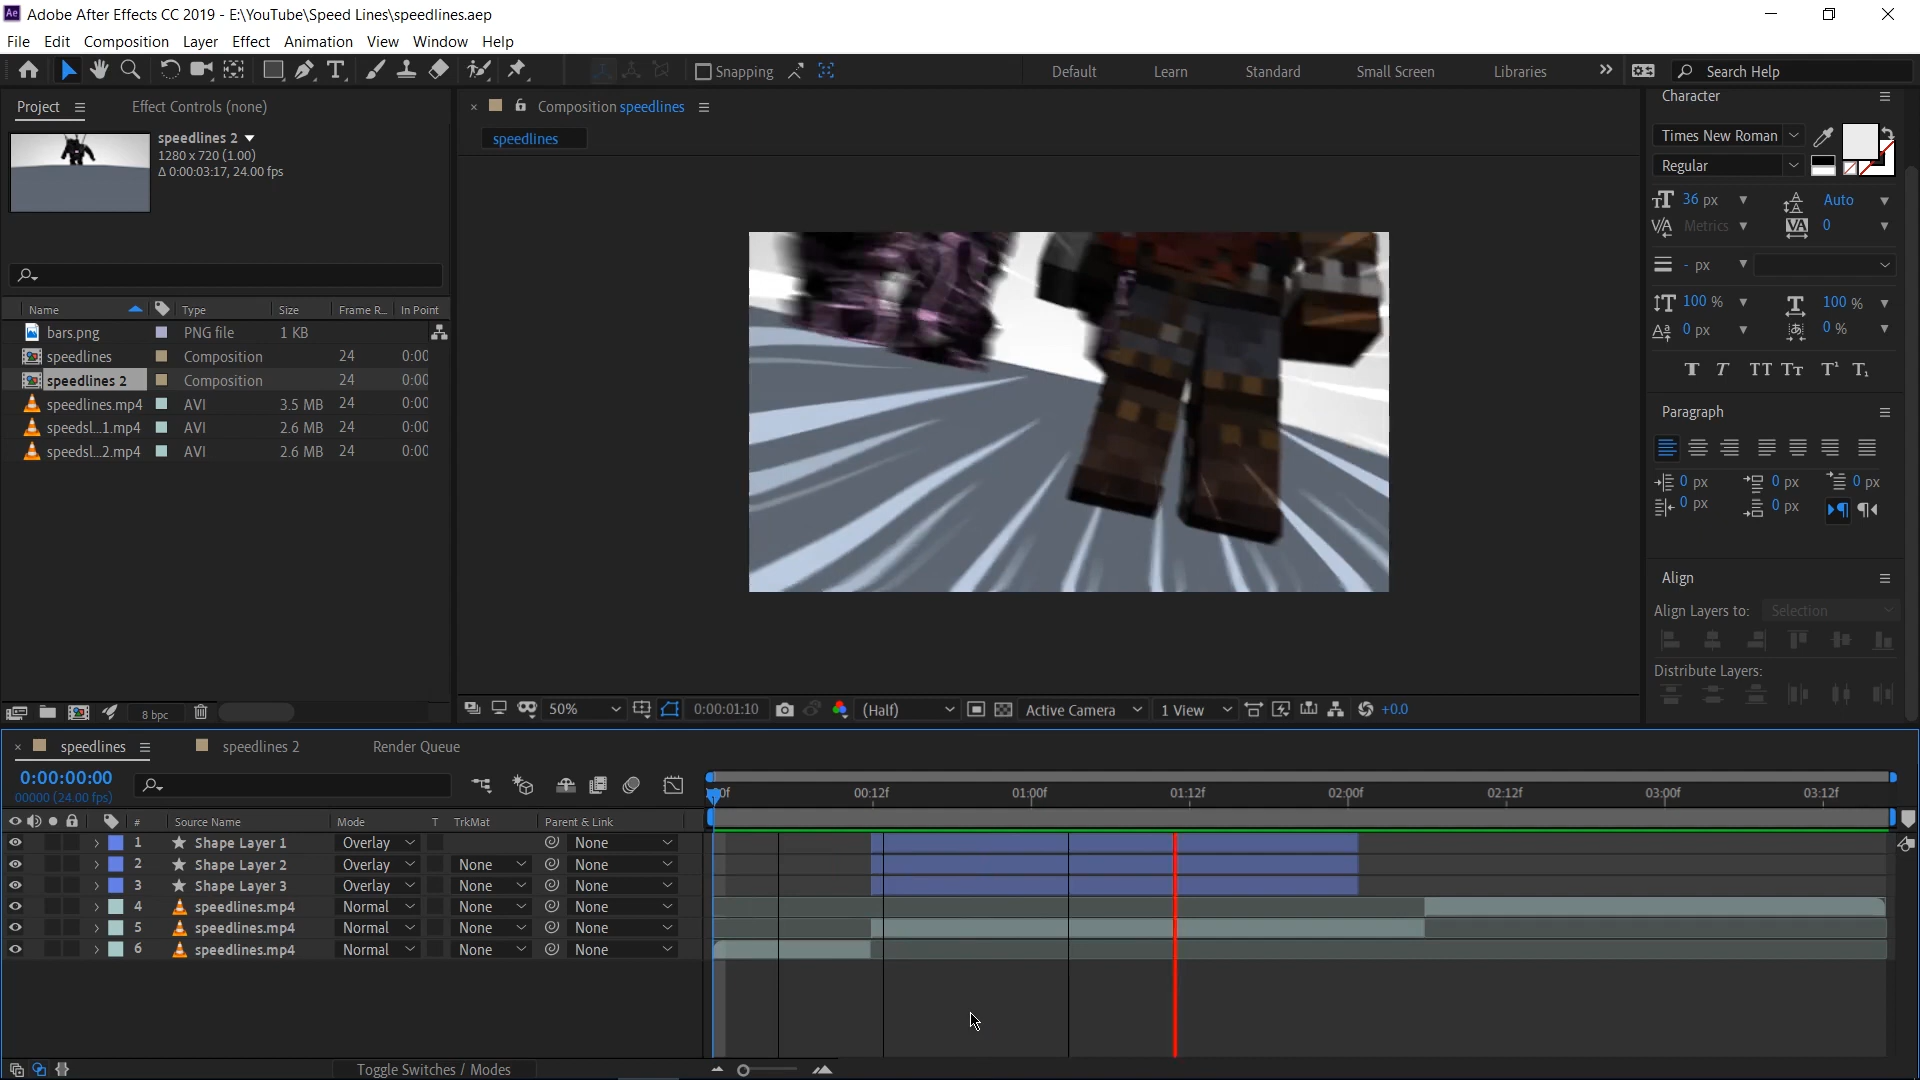 Ae Adobe After Effects CC 2019 - E:\YouTube\Speed Lines\speedlines.aep
File Edit Composition Layer Effect Animation View Window Help
Snapping Default Learn Standard Small Screen Libraries Search Help
Project Effect Controls (none)
speedlines 2
1280 x 720 (1.00)
Δ 0:00:03:17, 24.00 fps
Name Type Size Frame R... In Point
bars.png PNG file 1 KB
speedlines Composition 24 0:00
speedlines 2 Composition 24 0:00
speedlines.mp4 AVI 3.5 MB 24 0:00
speedsl...1.mp4 AVI 2.6 MB 24 0:00
speedsl...2.mp4 AVI 2.6 MB 24 0:00
8 bpc
Composition speedlines
speedlines
50% 0:00:01:10 (Half) Active Camera 1 View +0.0
Character
Times New Roman
Regular
36 px Auto
Metrics 0
- px
100 % 100 %
0 px 0 %
T T TT Tт T¹ T₁
Paragraph
0 px 0 px 0 px
0 px 0 px
Align
Align Layers to: Selection
Distribute Layers:
speedlines speedlines 2 Render Queue
0:00:00:00
00000 (24.00 fps)
00f 00:12f 01:00f 01:12f 02:00f 02:12f 03:00f 03:12f
# Source Name Mode T TrkMat Parent & Link
1 Shape Layer 1 Overlay None
2 Shape Layer 2 Overlay None None
3 Shape Layer 3 Overlay None None
4 speedlines.mp4 Normal None None
5 speedlines.mp4 Normal None None
6 speedlines.mp4 Normal None None
Toggle Switches / Modes